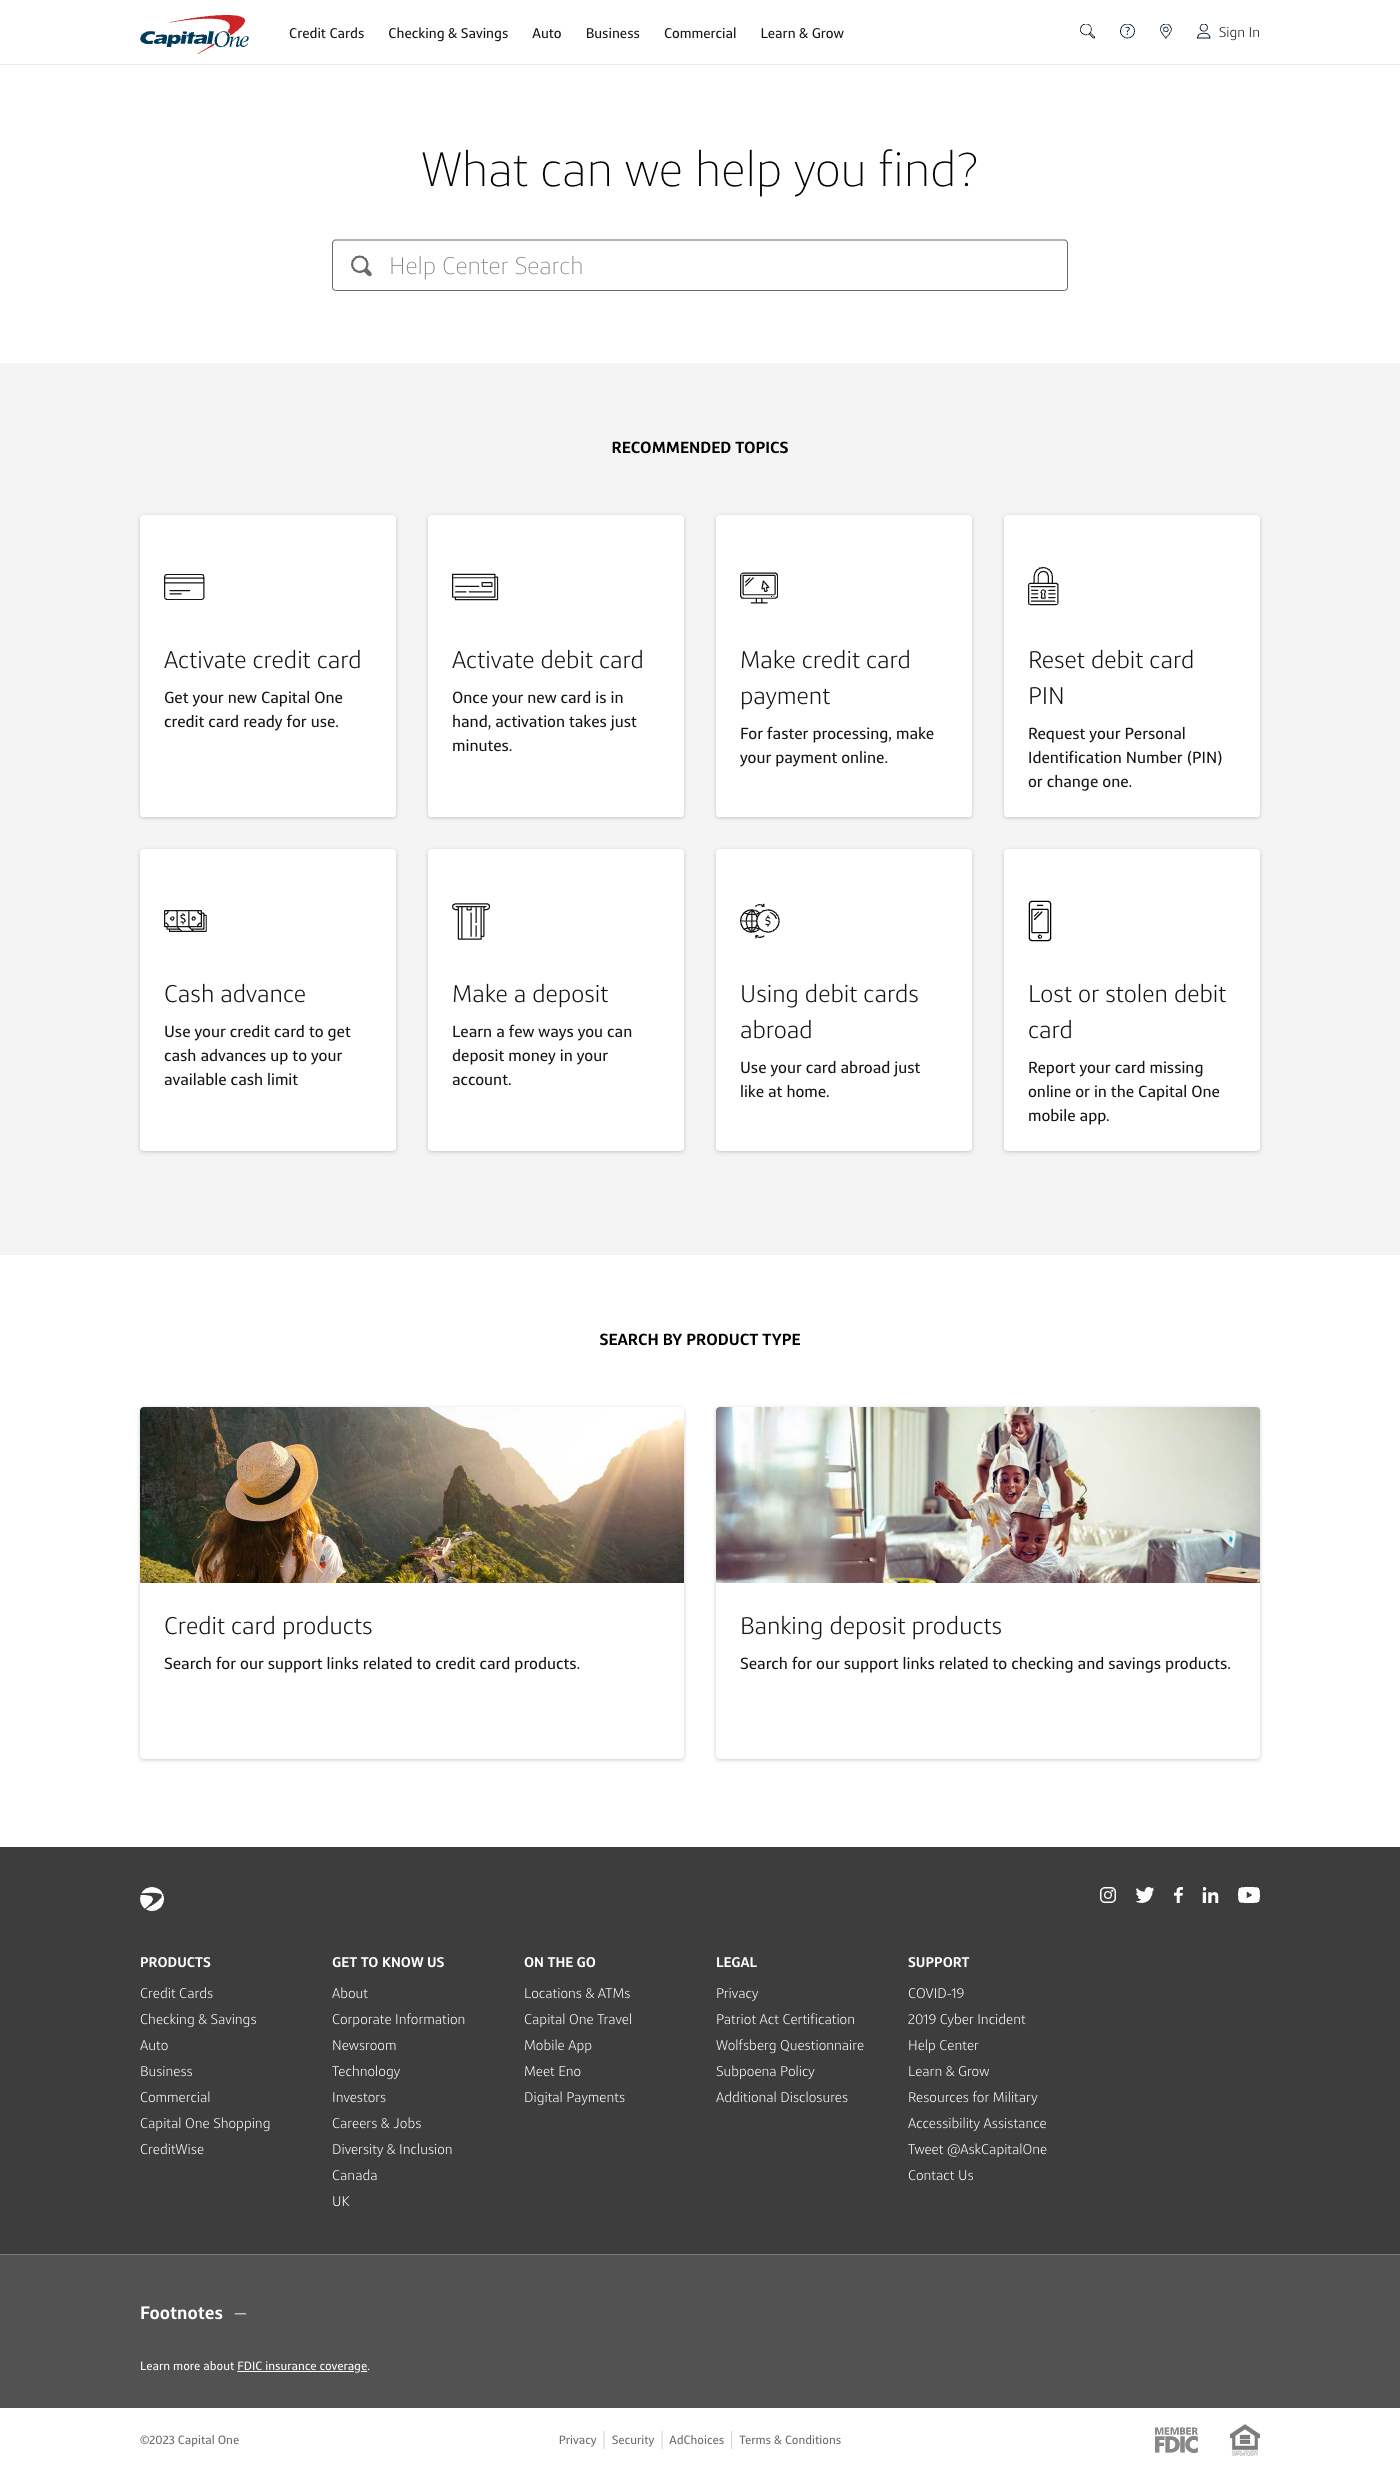 CapitalOne
Credit Cards
Checking & Savings
Auto
Business
Commercial
Learn & Grow
Sign In
What can we help you find?
Help Center Search
RECOMMENDED TOPICS
Activate credit card
Get your new Capital One
credit card ready for use.
Activate debit card
Once your new card is in
hand, activation takes just
minutes.
Make credit card
payment
For faster processing, make
your payment online.
Reset debit card
PIN
Request your Personal
Identification Number (PIN)
or change one.
Cash advance
Use your credit card to get
cash advances up to your
available cash limit
Make a deposit
Learn a few ways you can
deposit money in your
account.
Using debit cards
abroad
Use your card abroad just
like at home.
Lost or stolen debit
card
Report your card missing
online or in the Capital One
mobile app.
SEARCH BY PRODUCT TYPE
Credit card products
Search for our support links related to credit card products.
Banking deposit products
Search for our support links related to checking and savings products.
PRODUCTS
Credit Cards
Checking & Savings
Auto
Business
Commercial
Capital One Shopping
CreditWise
GET TO KNOW US
About
Corporate Information
Newsroom
Technology
Investors
Careers & Jobs
Diversity & Inclusion
Canada
UK
ON THE GO
Locations & ATMs
Capital One Travel
Mobile App
Meet Eno
Digital Payments
LEGAL
Privacy
Patriot Act Certification
Wolfsberg Questionnaire
Subpoena Policy
Additional Disclosures
SUPPORT
COVID-19
2019 Cyber Incident
Help Center
Learn & Grow
Resources for Military
Accessibility Assistance
Tweet @AskCapitalOne
Contact Us
Footnotes
Learn more about FDIC insurance coverage.
©2023 Capital One
Privacy
Security
AdChoices
Terms & Conditions
MEMBER
FDIC